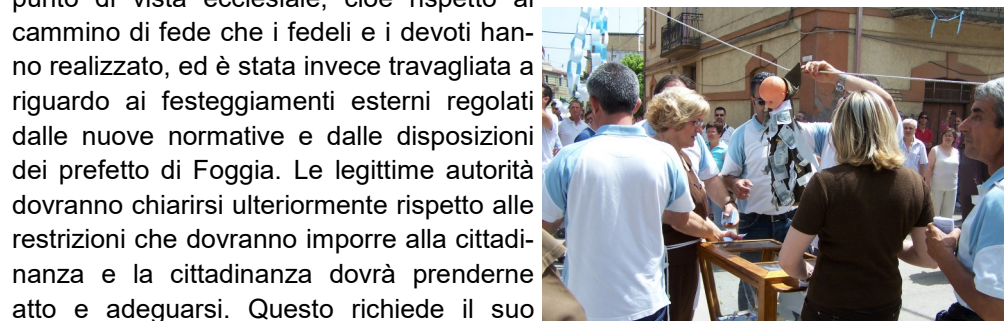 punto di vista ecclesiale, cioè rispetto al
cammino di fede che i fedeli e i devoti han-
no realizzato, ed è stata invece travagliata a
riguardo ai festeggiamenti esterni regolati
dalle nuove normative e dalle disposizioni
dei prefetto di Foggia. Le legittime autorità
dovranno chiarirsi ulteriormente rispetto alle
restrizioni che dovranno imporre alla cittadi-
nanza e la cittadinanza dovrà prenderne
atto e adeguarsi. Questo richiede il suo